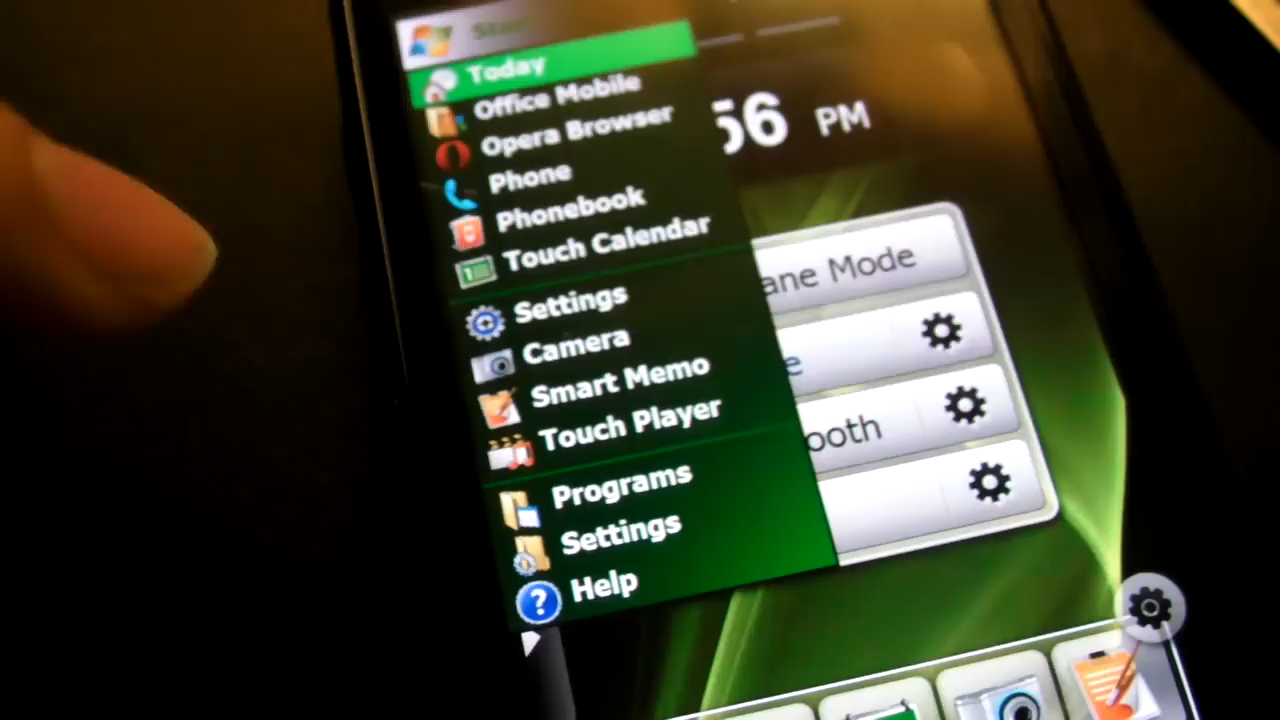 Start
Today
Office Mobile
Opera Browser
Phone
Phonebook
Touch Calendar
Settings
Camera
Smart Memo
Touch Player
Programs
Settings
Help
56 PM
ane Mode
e
ooth